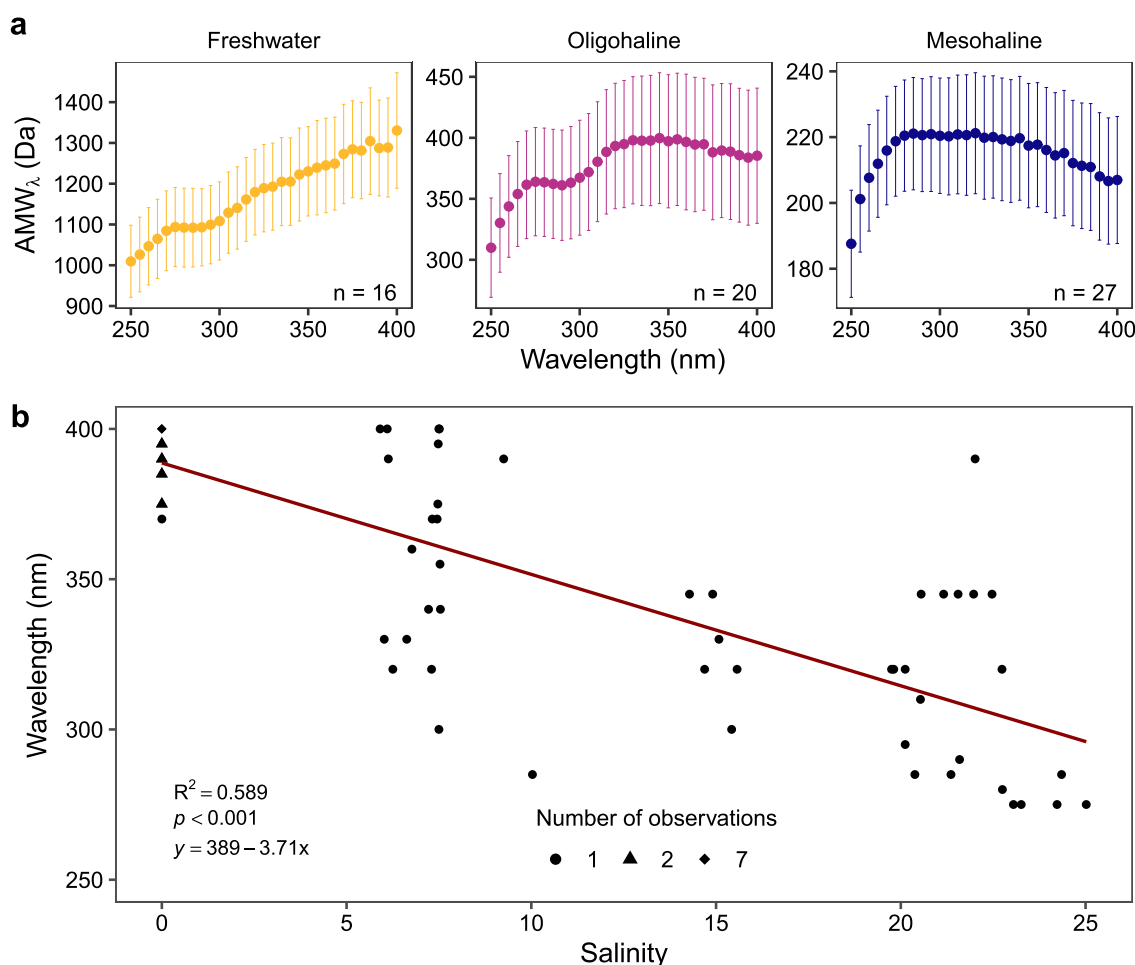 a
Freshwater
Oligohaline
Mesohaline
AMWλ (Da)
1400
1300
1200
1100
1000
900
450
400
350
300
240
220
200
180
n = 16
n = 20
n = 27
250 300 350 400
250 300 350 400
250 300 350 400
Wavelength (nm)
b
Wavelength (nm)
400
350
300
250
R² = 0.589
p < 0.001
y = 389 − 3.71x
Number of observations
1 2 7
0 5 10 15 20 25
Salinity